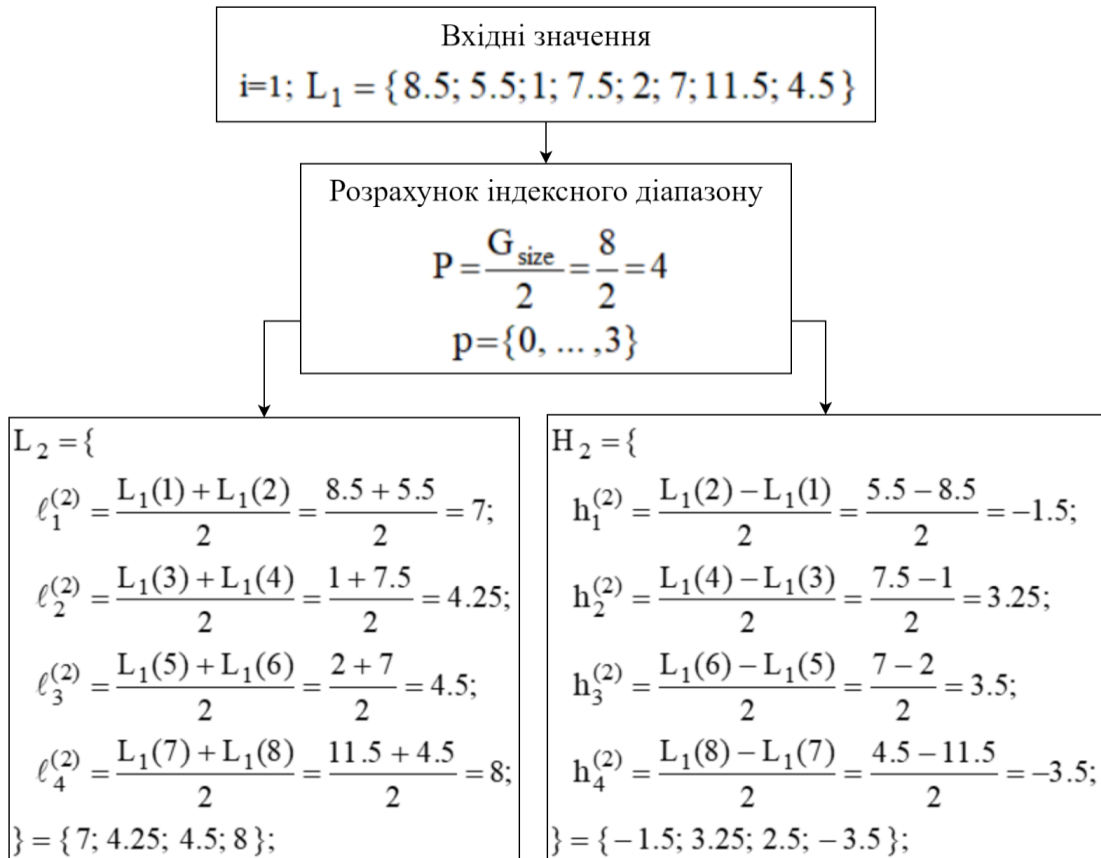 Вхідні значення
i=1; L₁ = {8.5; 5.5; 1; 7.5; 2; 7; 11.5; 4.5}
Розрахунок індексного діапазону
P = G_size/2 = 8/2 = 4
p={0, ... ,3}
L₂ = {
ℓ₁⁽²⁾ = (L₁(1) + L₁(2))/2 = (8.5 + 5.5)/2 = 7;
ℓ₂⁽²⁾ = (L₁(3) + L₁(4))/2 = (1 + 7.5)/2 = 4.25;
ℓ₃⁽²⁾ = (L₁(5) + L₁(6))/2 = (2 + 7)/2 = 4.5;
ℓ₄⁽²⁾ = (L₁(7) + L₁(8))/2 = (11.5 + 4.5)/2 = 8;
} = {7; 4.25; 4.5; 8};
H₂ = {
h₁⁽²⁾ = (L₁(2) − L₁(1))/2 = (5.5 − 8.5)/2 = −1.5;
h₂⁽²⁾ = (L₁(4) − L₁(3))/2 = (7.5 − 1)/2 = 3.25;
h₃⁽²⁾ = (L₁(6) − L₁(5))/2 = (7 − 2)/2 = 3.5;
h₄⁽²⁾ = (L₁(8) − L₁(7))/2 = (4.5 − 11.5)/2 = −3.5;
} = {−1.5; 3.25; 2.5; −3.5};